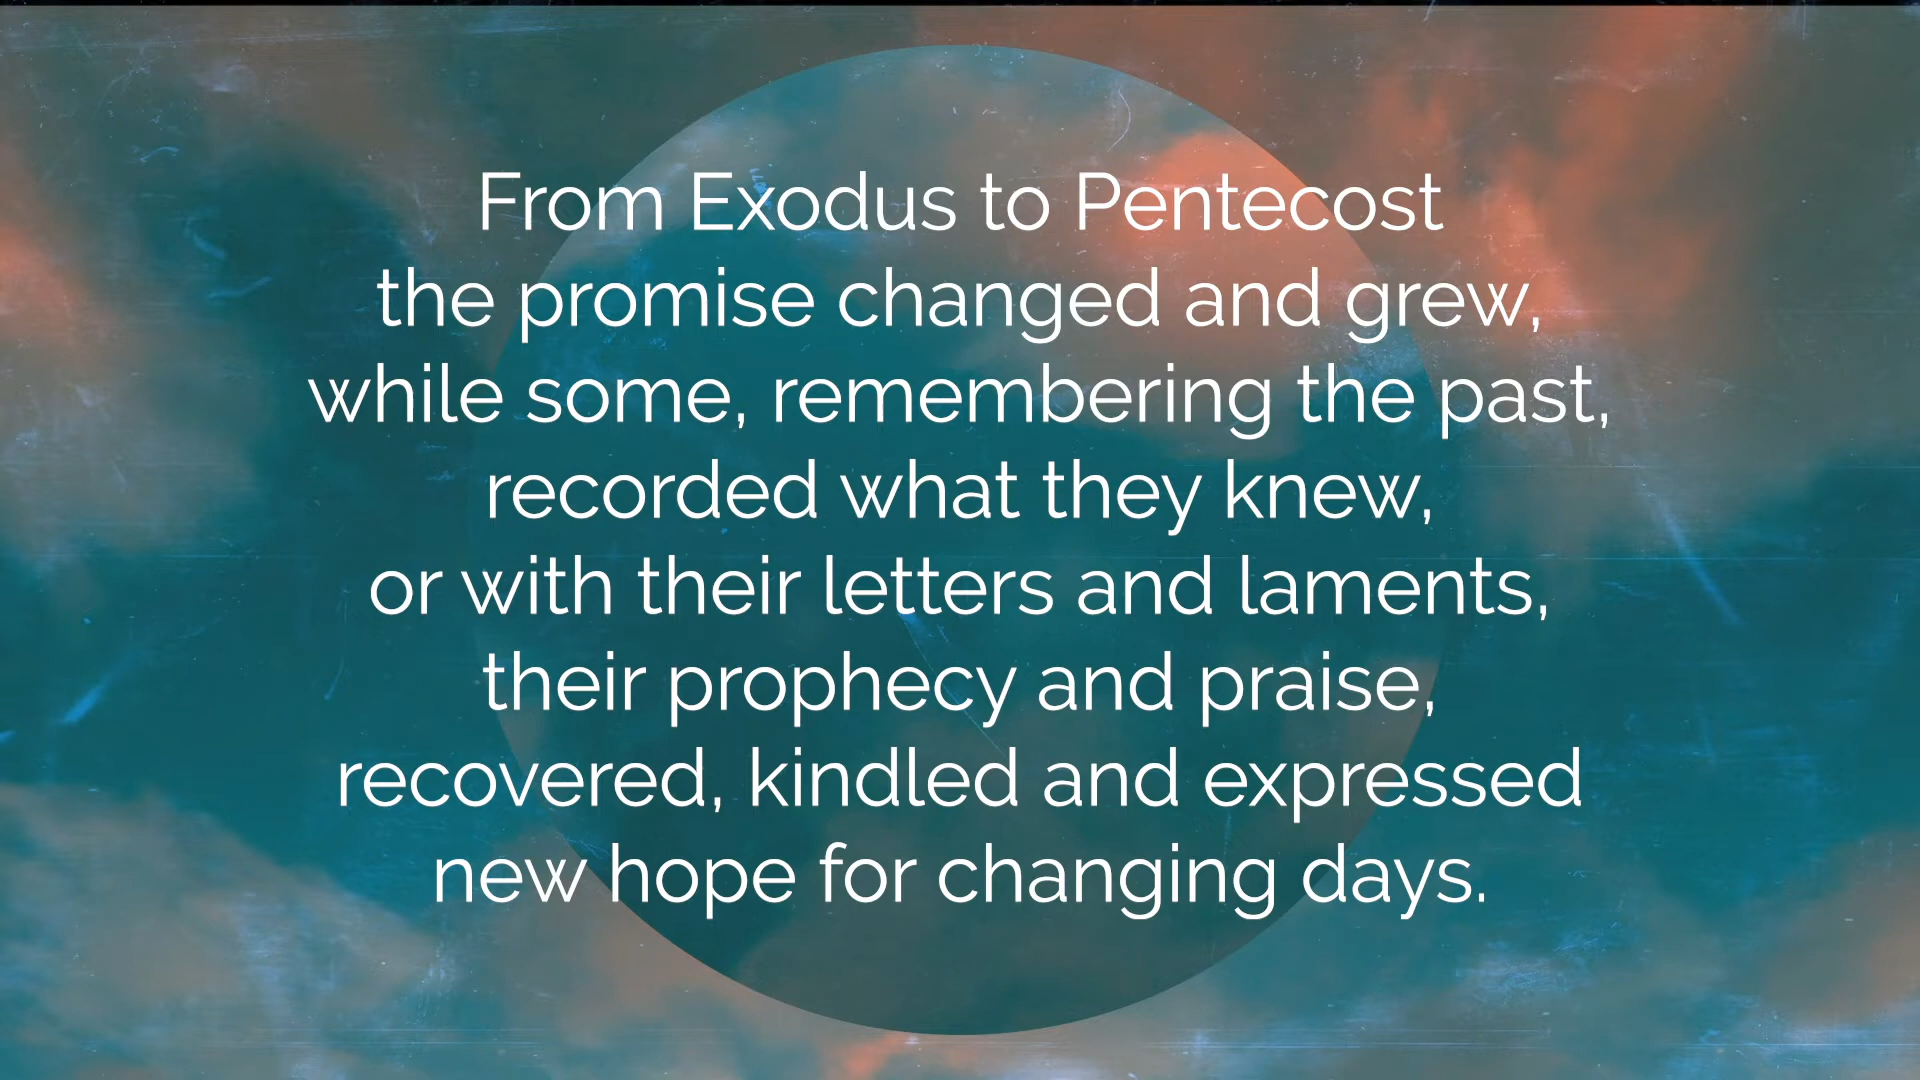 From Exodus to Pentecost
the promise changed and grew,
while some, remembering the past,
recorded what they knew,
or with their letters and laments,
their prophecy and praise,
recovered, kindled and expressed
new hope for changing days.